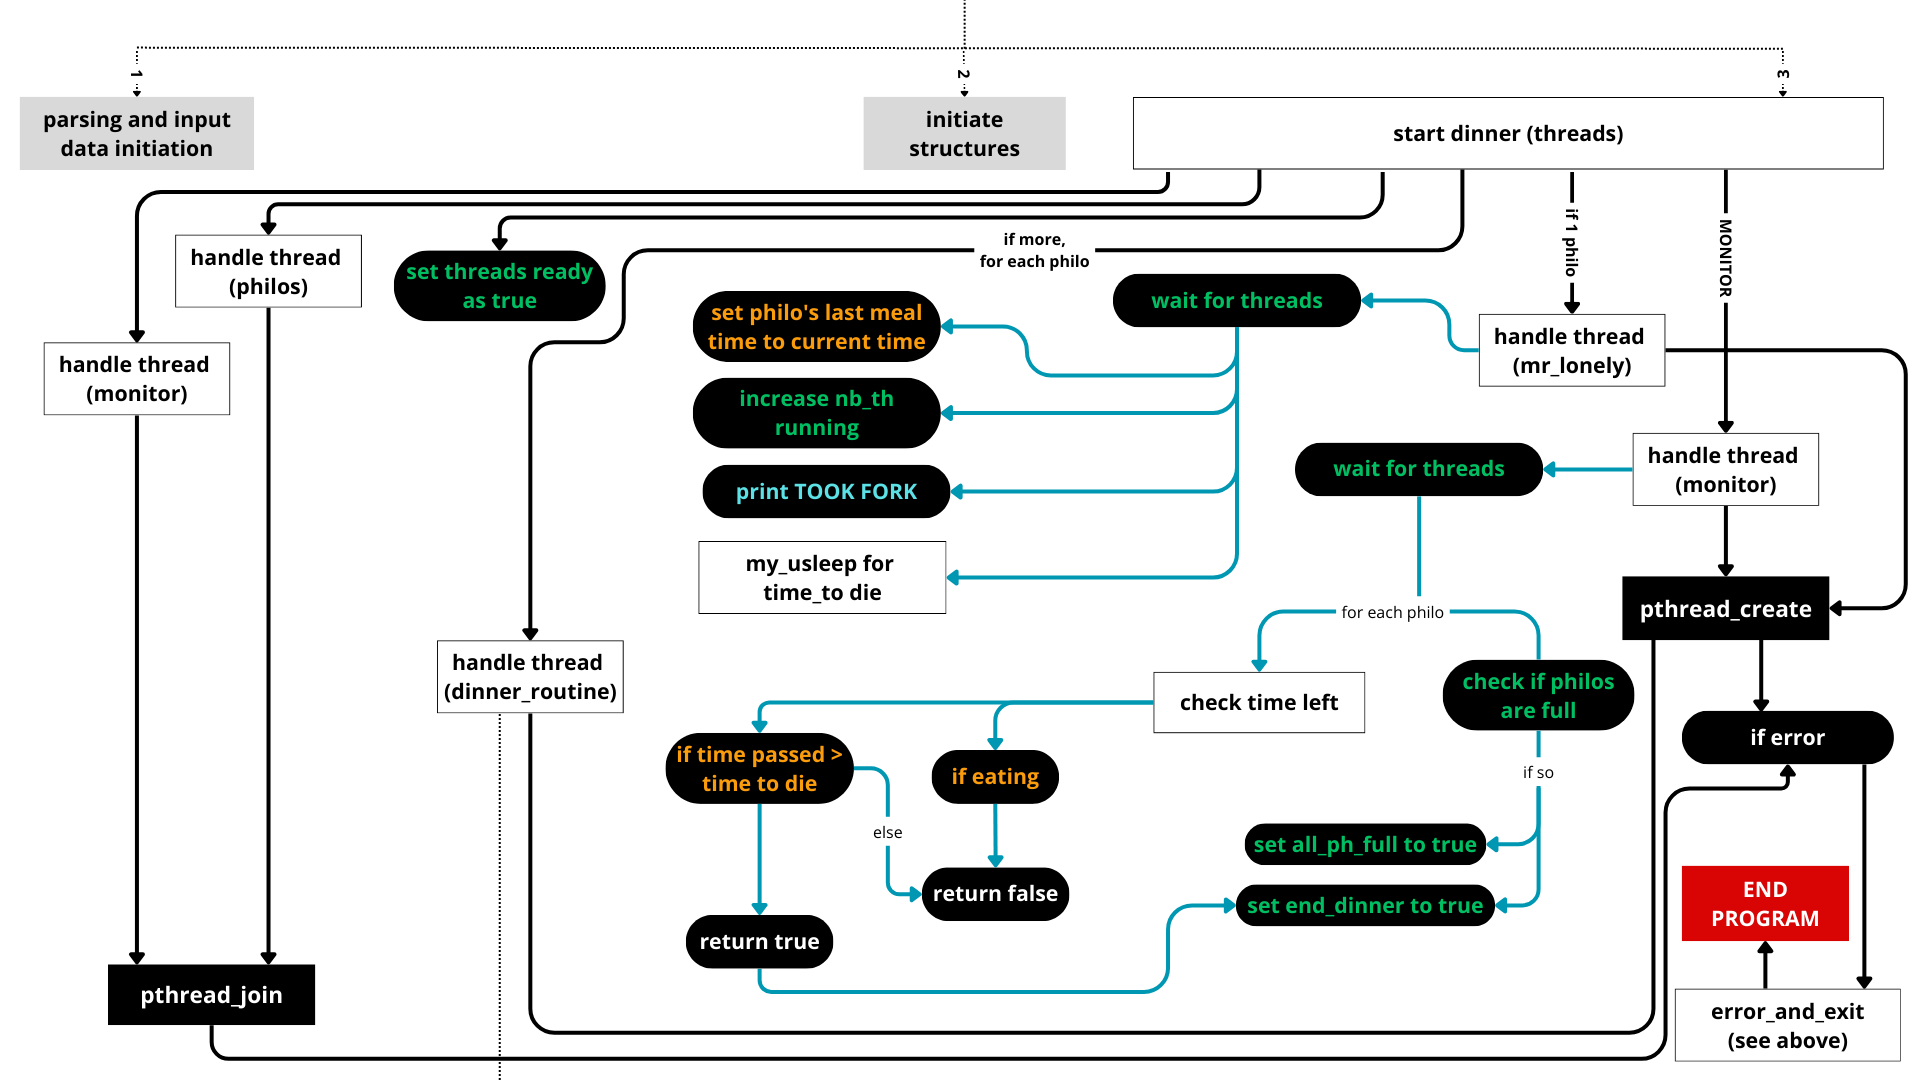 1
2
3
parsing and input
data initiation
initiate
structures
start dinner (threads)
handle thread
(philos)
set threads ready
as true
if more,
for each philo
if 1 philo
MONITOR
handle thread
(monitor)
set philo's last meal
time to current time
wait for threads
handle thread
(mr_lonely)
increase nb_th
running
wait for threads
handle thread
(monitor)
print TOOK FORK
my_usleep for
time_to die
for each philo
pthread_create
handle thread
(dinner_routine)
check time left
check if philos
are full
if error
if time passed >
time to die
if eating
if so
else
set all_ph_full to true
return false
set end_dinner to true
END
PROGRAM
return true
pthread_join
error_and_exit
(see above)